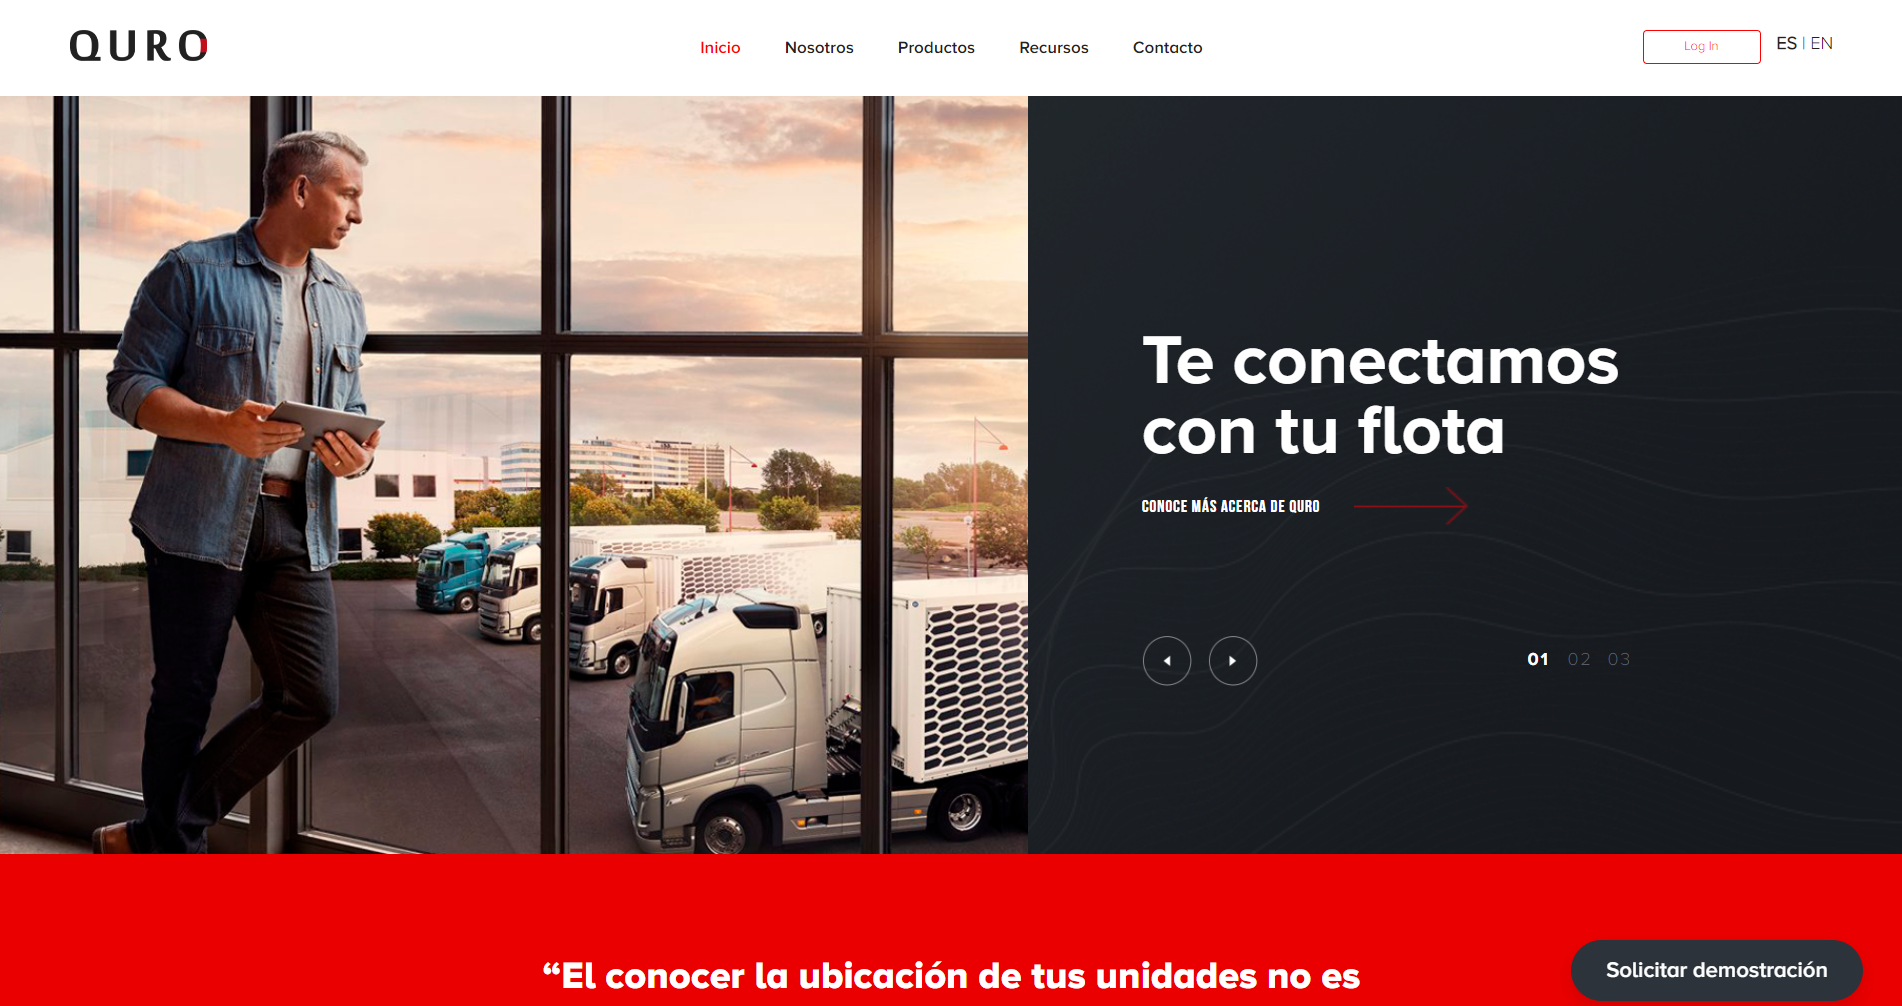 QURO
Inicio Nosotros Productos Recursos Contacto
Log In
ES | EN
Te conectamos
con tu flota
CONOCE MÁS ACERCA DE QURO
01 02 03
“El conocer la ubicación de tus unidades no es
Solicitar demostración